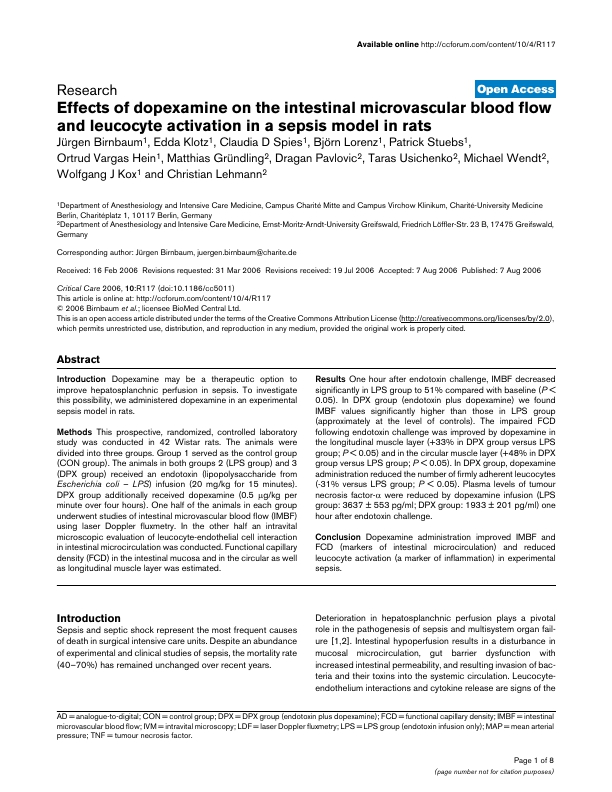 Available online http://ccforum.com/content/10/4/R117
Research
Open Access
Effects of dopexamine on the intestinal microvascular blood flow
and leucocyte activation in a sepsis model in rats
Jürgen Birnbaum1, Edda Klotz1, Claudia D Spies1, Björn Lorenz1, Patrick Stuebs1,
Ortrud Vargas Hein1, Matthias Gründling2, Dragan Pavlovic2, Taras Usichenko2, Michael Wendt2,
Wolfgang J Kox1 and Christian Lehmann2
1Department of Anesthesiology and Intensive Care Medicine, Campus Charité Mitte and Campus Virchow Klinikum, Charité-University Medicine
Berlin, Charitéplatz 1, 10117 Berlin, Germany
2Department of Anesthesiology and Intensive Care Medicine, Ernst-Moritz-Arndt-University Greifswald, Friedrich Löffler-Str. 23 B, 17475 Greifswald,
Germany
Corresponding author: Jürgen Birnbaum, juergen.birnbaum@charite.de
Received: 16 Feb 2006 Revisions requested: 31 Mar 2006 Revisions received: 19 Jul 2006 Accepted: 7 Aug 2006 Published: 7 Aug 2006
Critical Care 2006, 10:R117 (doi:10.1186/cc5011)
This article is online at: http://ccforum.com/content/10/4/R117
© 2006 Birnbaum et al.; licensee BioMed Central Ltd.
This is an open access article distributed under the terms of the Creative Commons Attribution License (http://creativecommons.org/licenses/by/2.0),
which permits unrestricted use, distribution, and reproduction in any medium, provided the original work is properly cited.
Abstract
Introduction Dopexamine may be a therapeutic option to
improve hepatosplanchnic perfusion in sepsis. To investigate
this possibility, we administered dopexamine in an experimental
sepsis model in rats.
Methods This prospective, randomized, controlled laboratory
study was conducted in 42 Wistar rats. The animals were
divided into three groups. Group 1 served as the control group
(CON group). The animals in both groups 2 (LPS group) and 3
(DPX group) received an endotoxin (lipopolysaccharide from
Escherichia coli – LPS) infusion (20 mg/kg for 15 minutes).
DPX group additionally received dopexamine (0.5 µg/kg per
minute over four hours). One half of the animals in each group
underwent studies of intestinal microvascular blood flow (IMBF)
using laser Doppler fluxmetry. In the other half an intravital
microscopic evaluation of leucocyte-endothelial cell interaction
in intestinal microcirculation was conducted. Functional capillary
density (FCD) in the intestinal mucosa and in the circular as well
as longitudinal muscle layer was estimated.
Results One hour after endotoxin challenge, IMBF decreased
significantly in LPS group to 51% compared with baseline (P <
0.05). In DPX group (endotoxin plus dopexamine) we found
IMBF values significantly higher than those in LPS group
(approximately at the level of controls). The impaired FCD
following endotoxin challenge was improved by dopexamine in
the longitudinal muscle layer (+33% in DPX group versus LPS
group; P < 0.05) and in the circular muscle layer (+48% in DPX
group versus LPS group; P < 0.05). In DPX group, dopexamine
administration reduced the number of firmly adherent leucocytes
(-31% versus LPS group; P < 0.05). Plasma levels of tumour
necrosis factor-α were reduced by dopexamine infusion (LPS
group: 3637 ± 553 pg/ml; DPX group: 1933 ± 201 pg/ml) one
hour after endotoxin challenge.
Conclusion Dopexamine administration improved IMBF and
FCD (markers of intestinal microcirculation) and reduced
leucocyte activation (a marker of inflammation) in experimental
sepsis.
Introduction
Sepsis and septic shock represent the most frequent causes
of death in surgical intensive care units. Despite an abundance
of experimental and clinical studies of sepsis, the mortality rate
(40–70%) has remained unchanged over recent years.
Deterioration in hepatosplanchnic perfusion plays a pivotal
role in the pathogenesis of sepsis and multisystem organ fail-
ure [1,2]. Intestinal hypoperfusion results in a disturbance in
mucosal microcirculation, gut barrier dysfunction with
increased intestinal permeability, and resulting invasion of bac-
teria and their toxins into the systemic circulation. Leucocyte-
endothelium interactions and cytokine release are signs of the
AD = analogue-to-digital; CON = control group; DPX = DPX group (endotoxin plus dopexamine); FCD = functional capillary density; IMBF = intestinal
microvascular blood flow; IVM = intravital microscopy; LDF = laser Doppler fluxmetry; LPS = LPS group (endotoxin infusion only); MAP = mean arterial
pressure; TNF = tumour necrosis factor.
Page 1 of 8
(page number not for citation purposes)